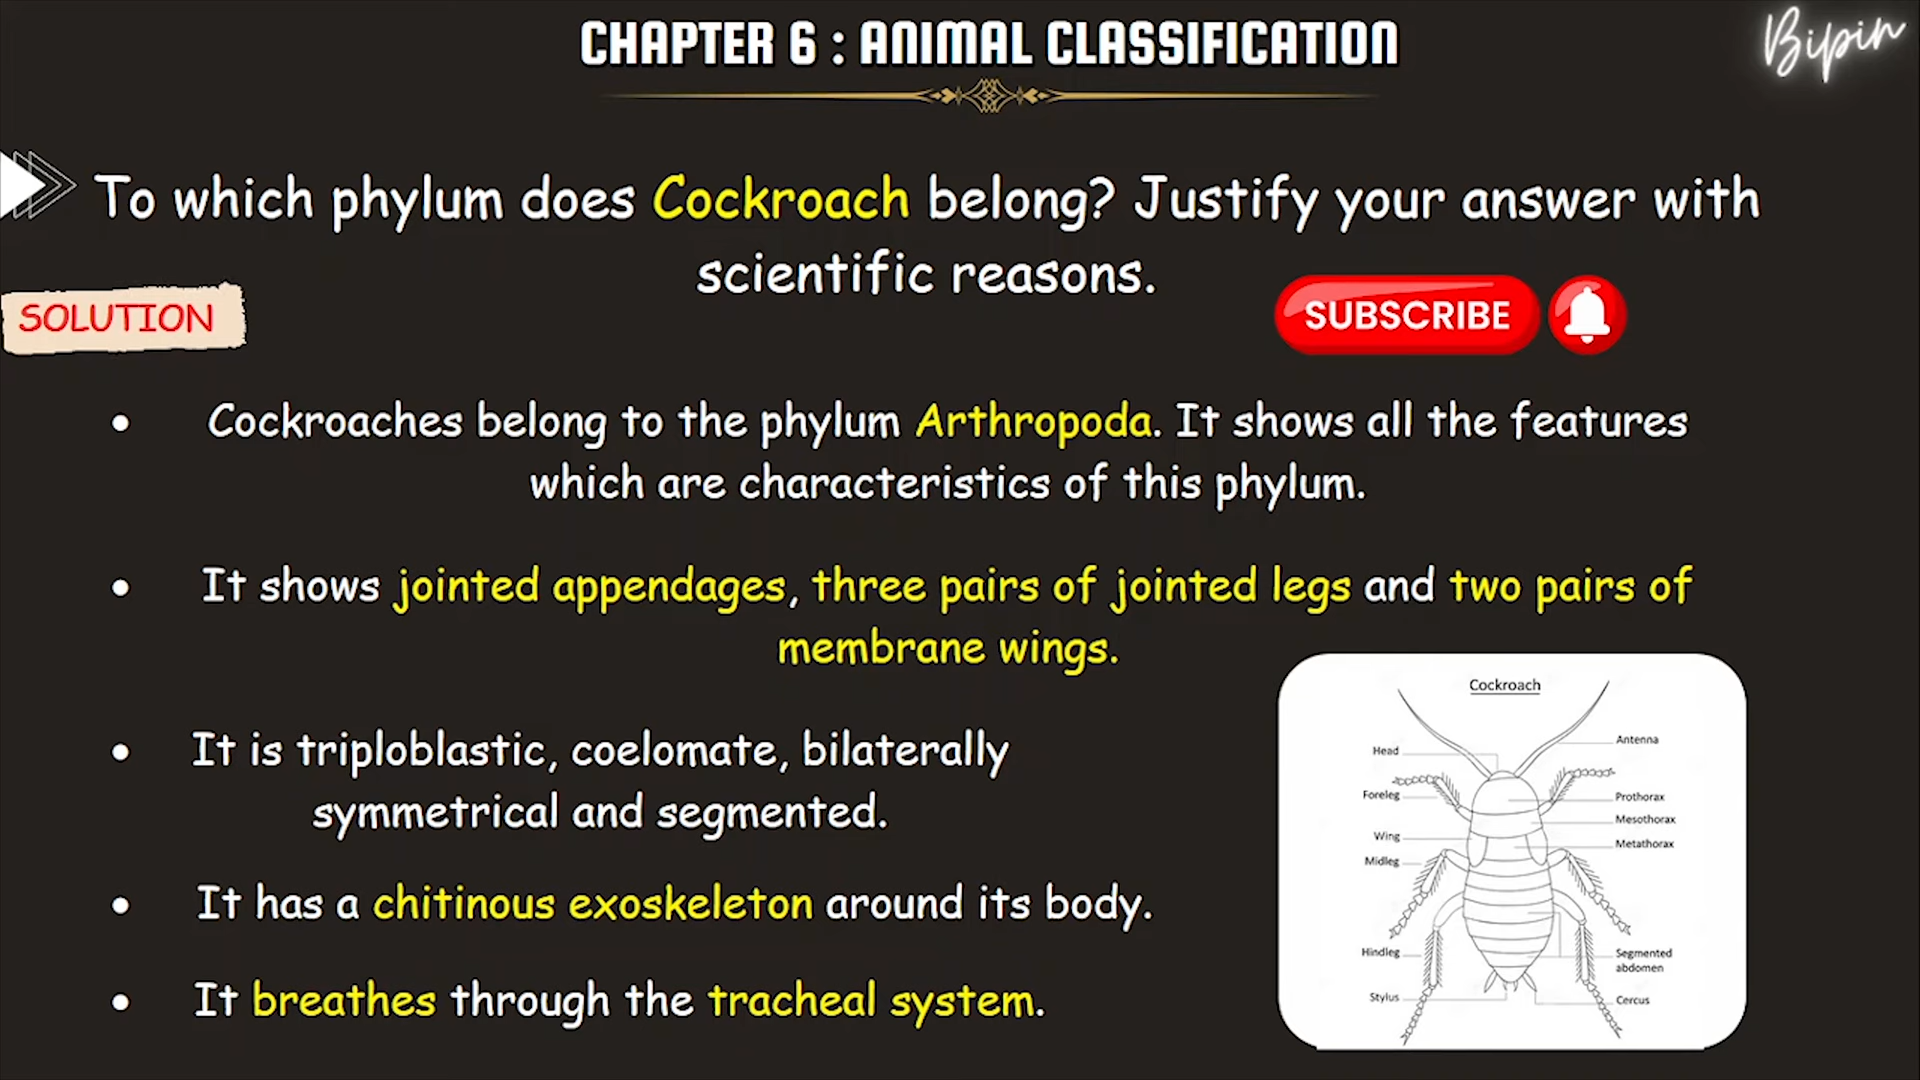 CHAPTER 6 : ANIMAL CLASSIFICATION
Bipin
To which phylum does Cockroach belong? Justify your answer with
scientific reasons.
SOLUTION
SUBSCRIBE
• Cockroaches belong to the phylum Arthropoda. It shows all the features
which are characteristics of this phylum.
• It shows jointed appendages, three pairs of jointed legs and two pairs of
membrane wings.
• It is triploblastic, coelomate, bilaterally
symmetrical and segmented.
• It has a chitinous exoskeleton around its body.
• It breathes through the tracheal system.
Cockroach
Antenna
Head
Foreleg
Prothorax
Mesothorax
Wing
Metathorax
Midleg
Hindleg
Segmented
abdomen
Stylus
Cercus